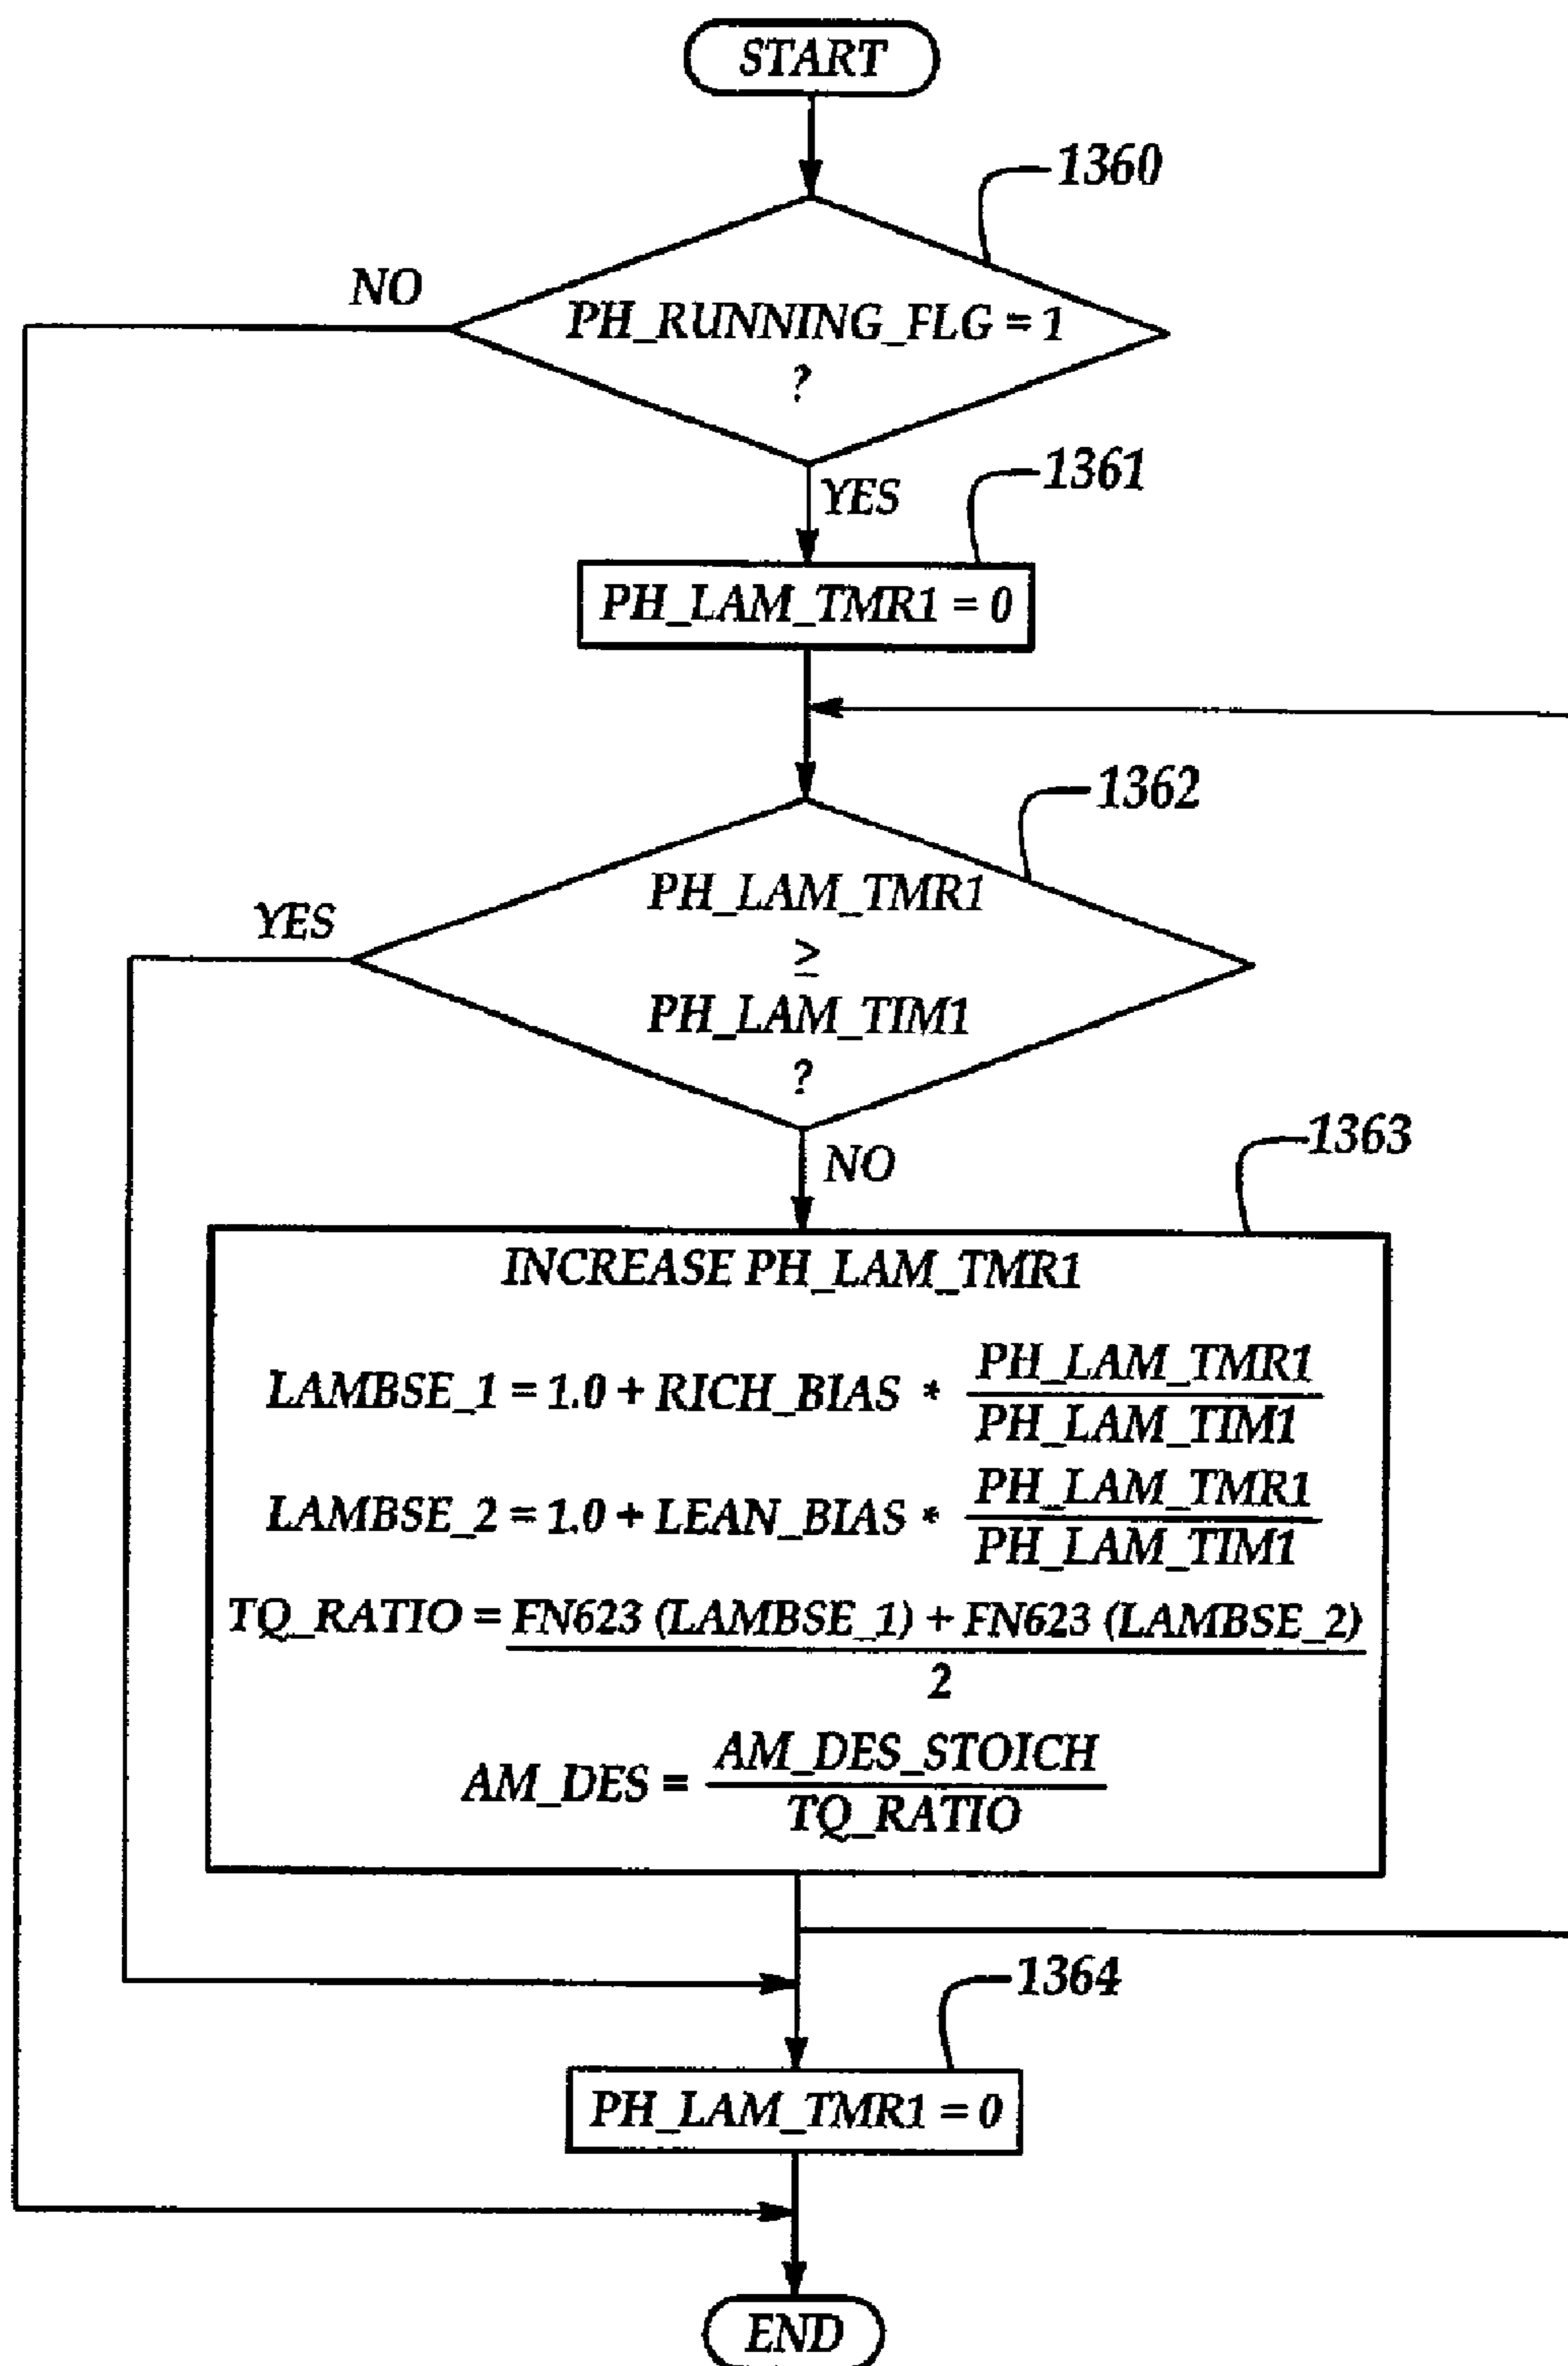 START
1360
NO
PH_RUNNING_FLG = 1
?
1361
YES
PH_LAM_TMR1 = 0
1362
YES
PH_LAM_TMR1
≥
PH_LAM_TIM1
?
1363
NO
INCREASE PH_LAM_TMR1
LAMBSE_1 = 1.0 + RICH_BIAS * PH_LAM_TMR1
PH_LAM_TIM1
LAMBSE_2 = 1.0 + LEAN_BIAS * PH_LAM_TMR1
PH_LAM_TIM1
TQ_RATIO = FN623 (LAMBSE_1) + FN623 (LAMBSE_2)
2
AM_DES = AM_DES_STOICH
TQ_RATIO
1364
PH_LAM_TMR1 = 0
END